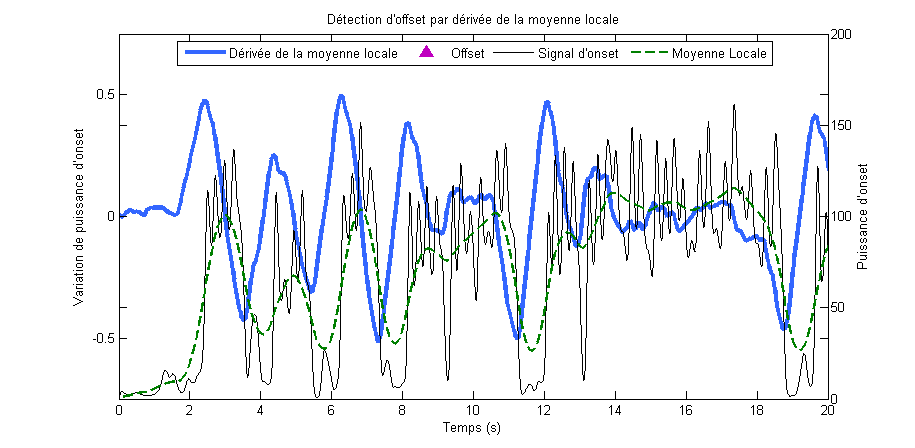 Détection d'offset par dérivée de la moyenne locale
Dérivée de la moyenne locale
Offset
Signal d'onset
Moyenne Locale
Variation de puissance d'onset
0.5
0
-0.5
200
150
100
50
0
Puissance d'onset
0 2 4 6 8 10 12 14 16 18 20
Temps (s)